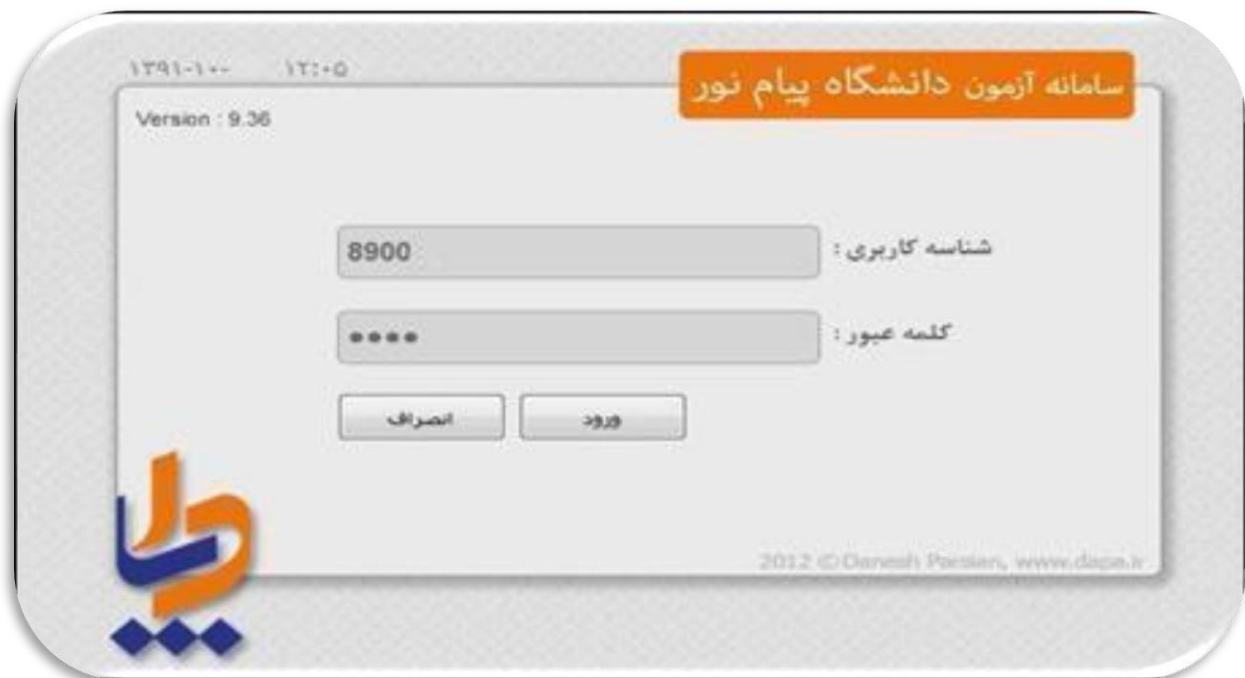 ۱۳۹۱-۱۰-   ۱۲:۰۵
سامانه آزمون دانشگاه پیام نور
Version : 9.36
شناسه کاربری :
8900
کلمه عبور :
••••
ورود
انصراف
2012 © Danesh Parsian, www.dapa.ir